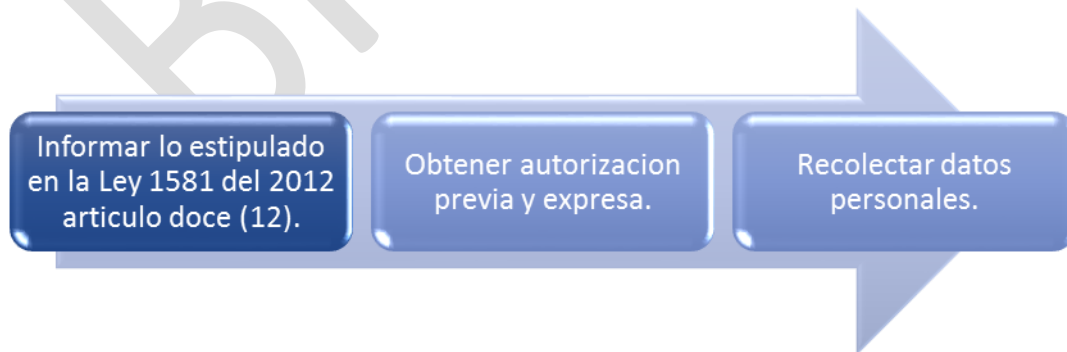 Informar lo estipulado
en la Ley 1581 del 2012
articulo doce (12).
Obtener autorizacion
previa y expresa.
Recolectar datos
personales.